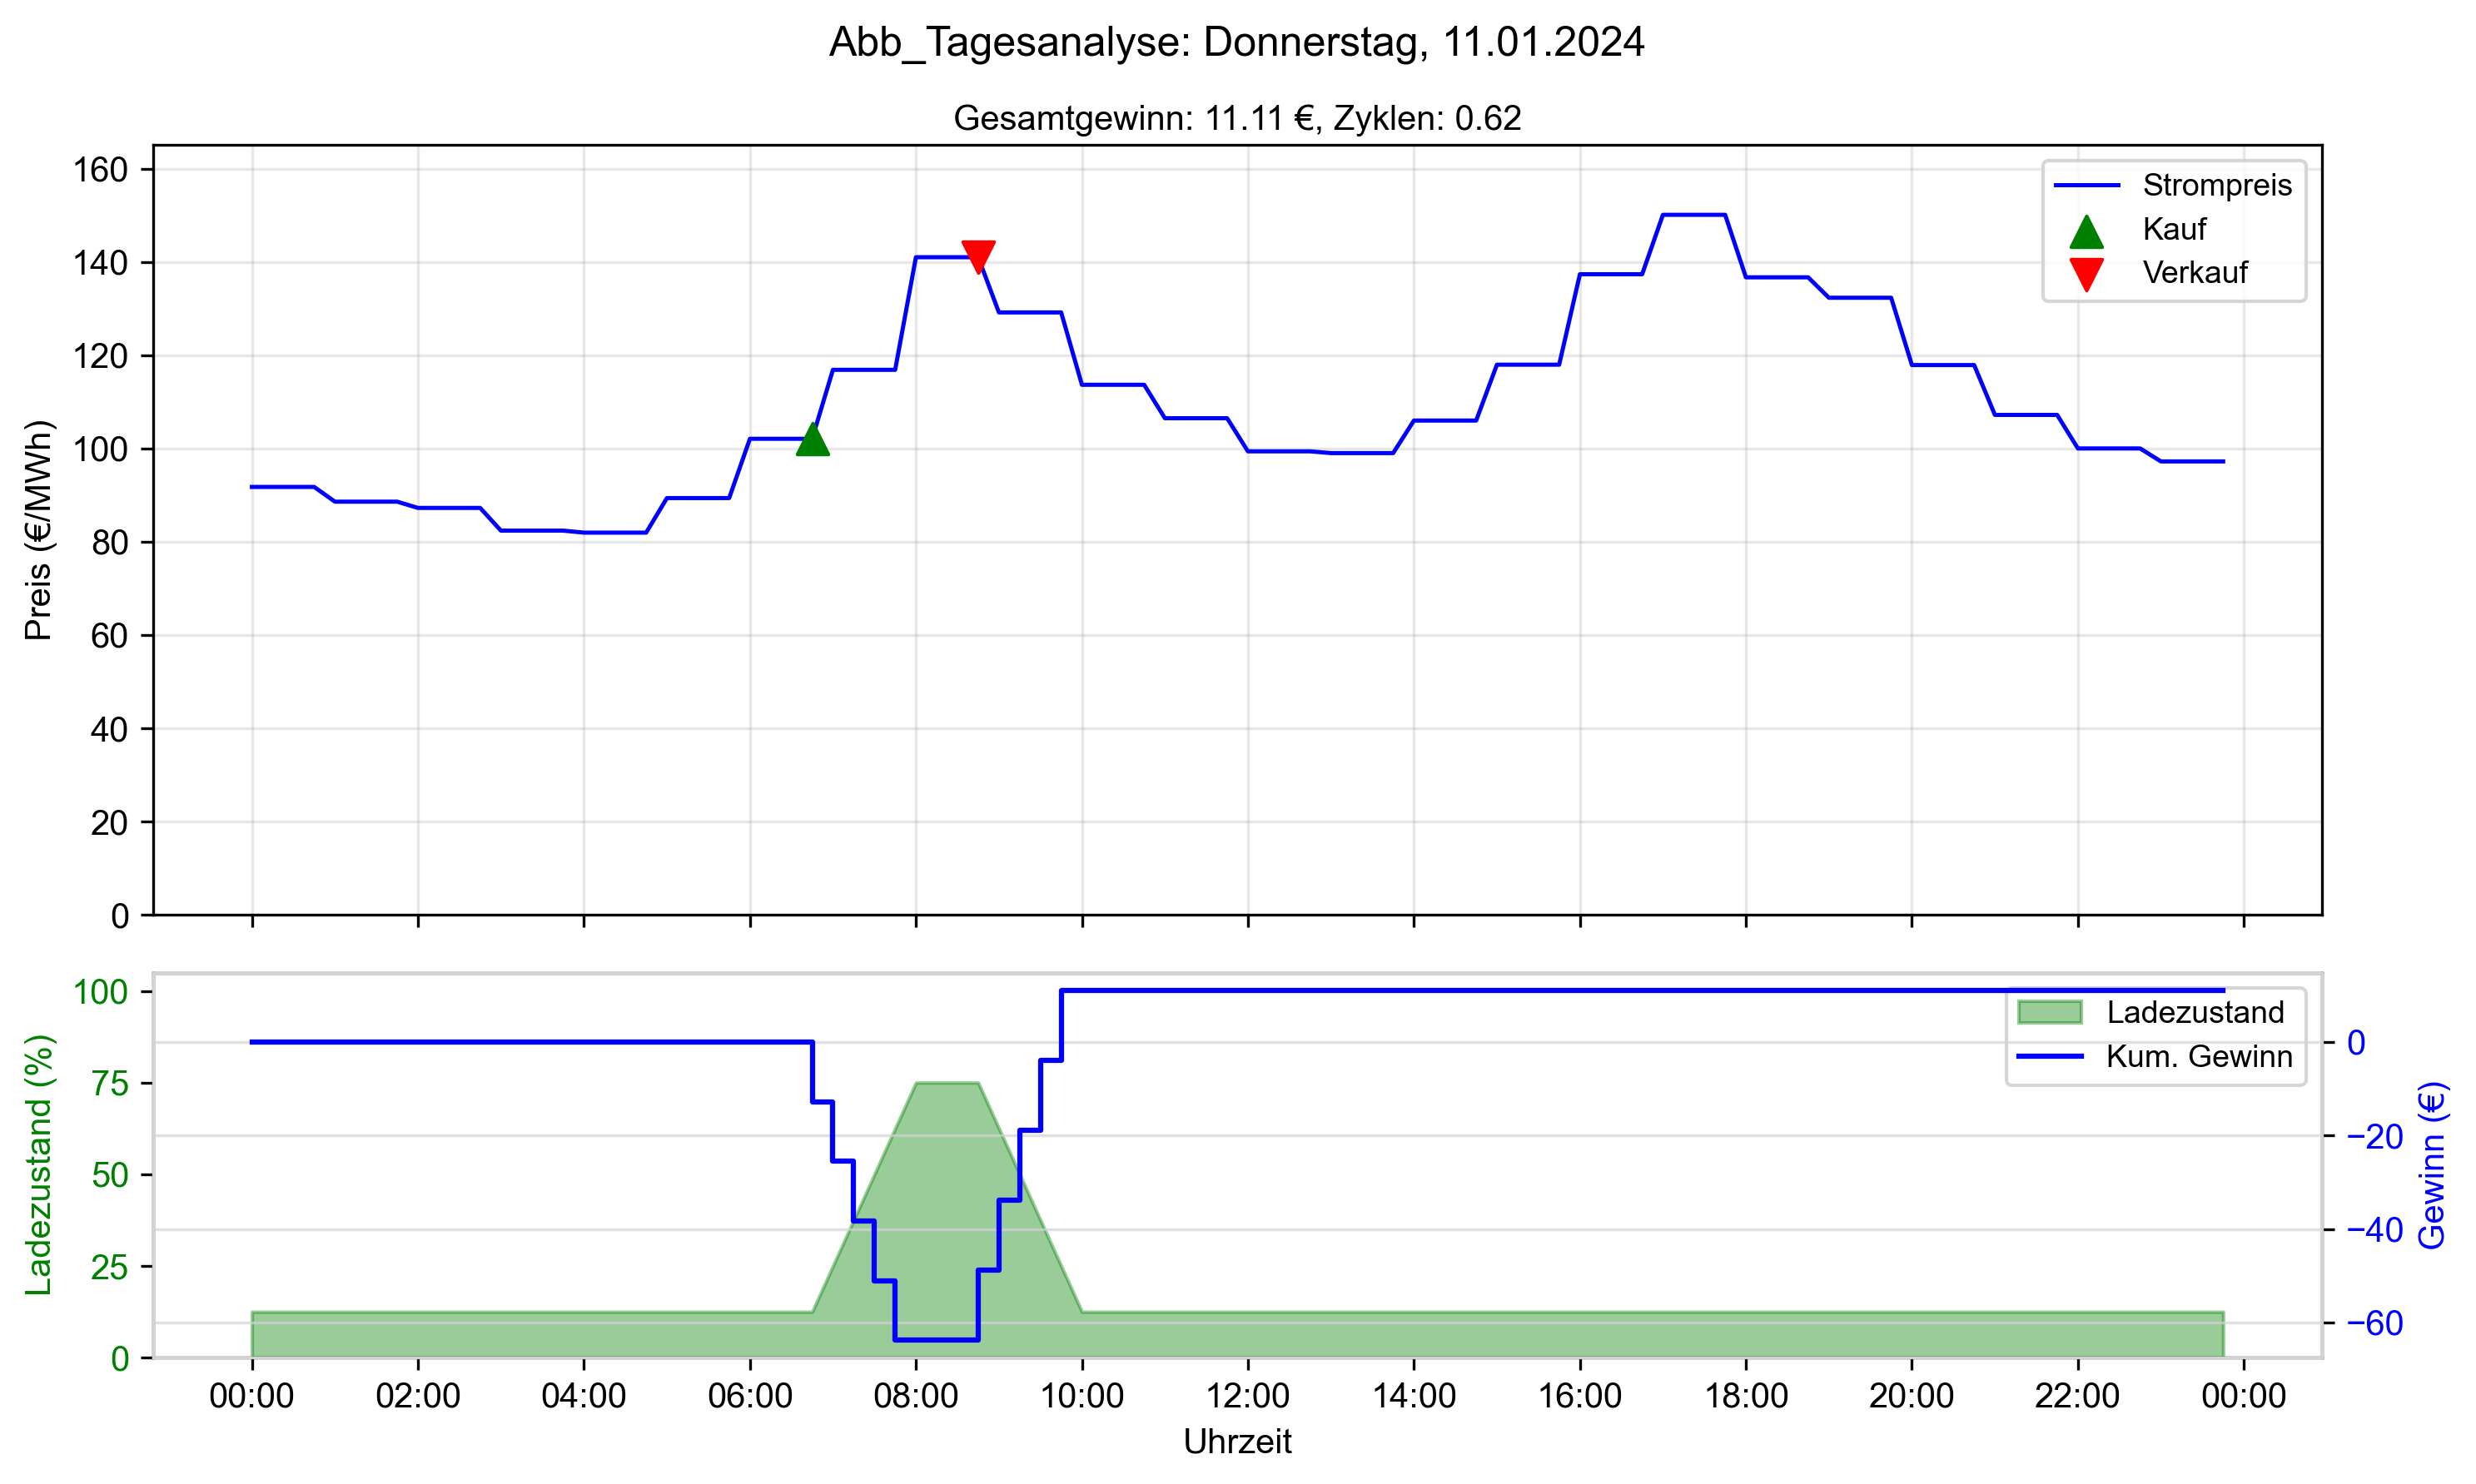 Abb_Tagesanalyse: Donnerstag, 11.01.2024
Gesamtgewinn: 11.11 €, Zyklen: 0.62
Preis (€/MWh)
160
140
120
100
80
60
40
20
0
Strompreis
Kauf
Verkauf
Ladezustand (%)
100
75
50
25
0
Ladezustand
Kum. Gewinn
0
−20
−40
−60
Gewinn (€)
00:00 02:00 04:00 06:00 08:00 10:00 12:00 14:00 16:00 18:00 20:00 22:00 00:00
Uhrzeit